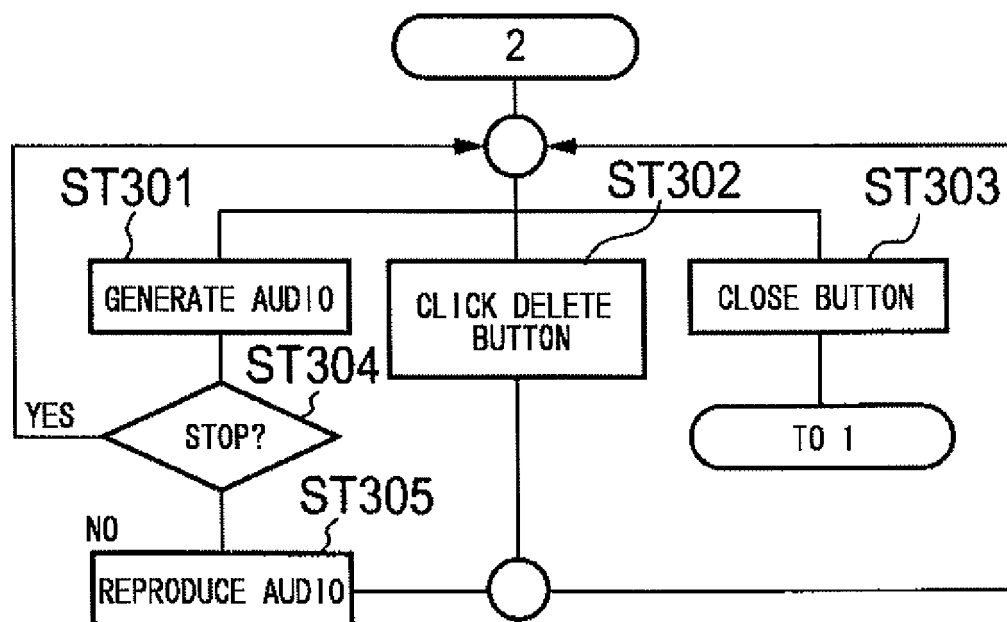 2
ST301
ST302
ST303
GENERATE AUDIO
CLICK DELETE
BUTTON
CLOSE BUTTON
ST304
YES
STOP?
TO 1
ST305
NO
REPRODUCE AUDIO